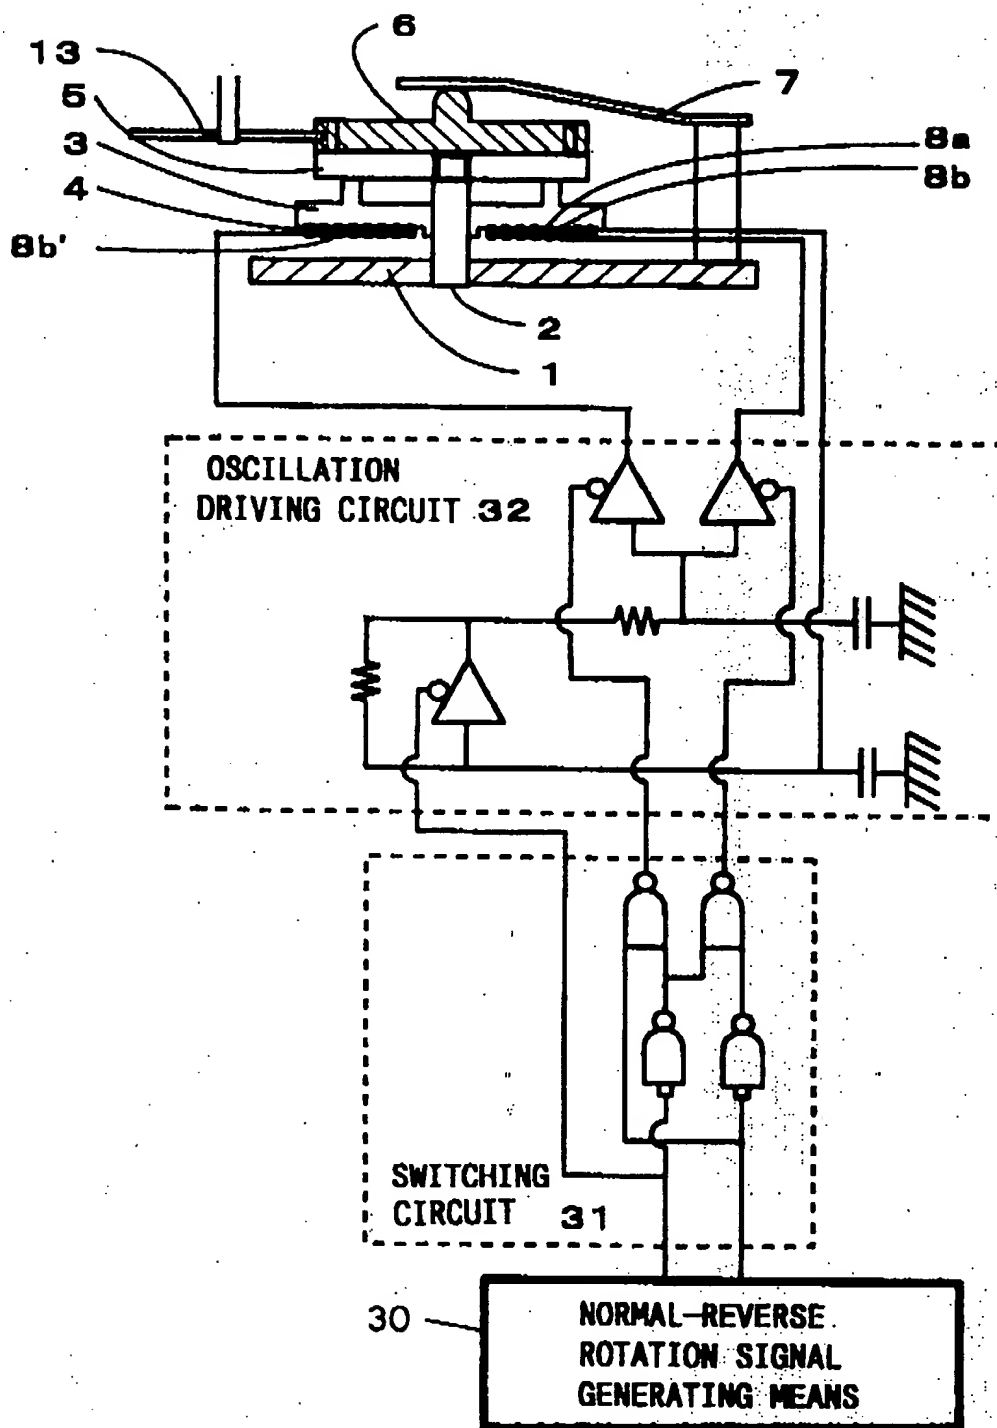 6
13
7
5
8a
3
8b
4
8b'
2
1
OSCILLATION
DRIVING CIRCUIT 32
SWITCHING
CIRCUIT 31
30
NORMAL-REVERSE
ROTATION SIGNAL
GENERATING MEANS